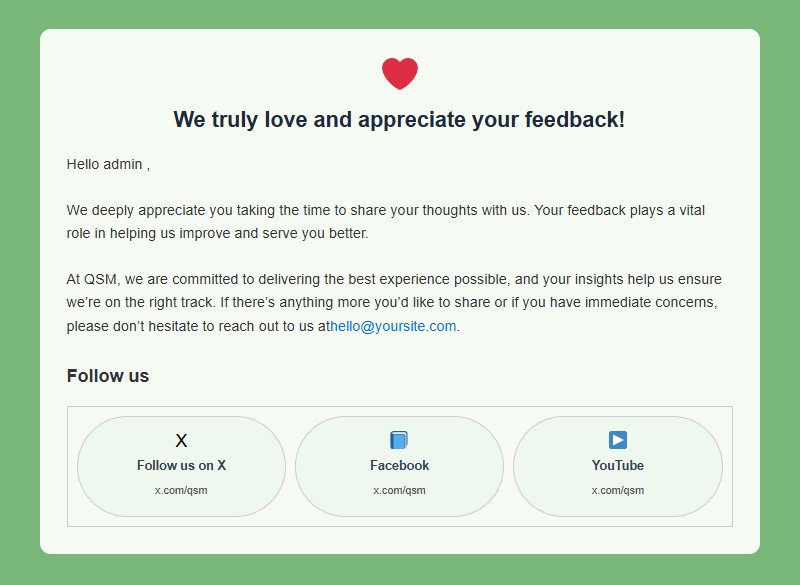 We truly love and appreciate your feedback!
Hello admin ,
We deeply appreciate you taking the time to share your thoughts with us. Your feedback plays a vital
role in helping us improve and serve you better.
At QSM, we are committed to delivering the best experience possible, and your insights help us ensure
we’re on the right track. If there’s anything more you’d like to share or if you have immediate concerns,
please don’t hesitate to reach out to us athello@yoursite.com.
Follow us
X
Follow us on X
x.com/qsm
Facebook
x.com/qsm
YouTube
x.com/qsm